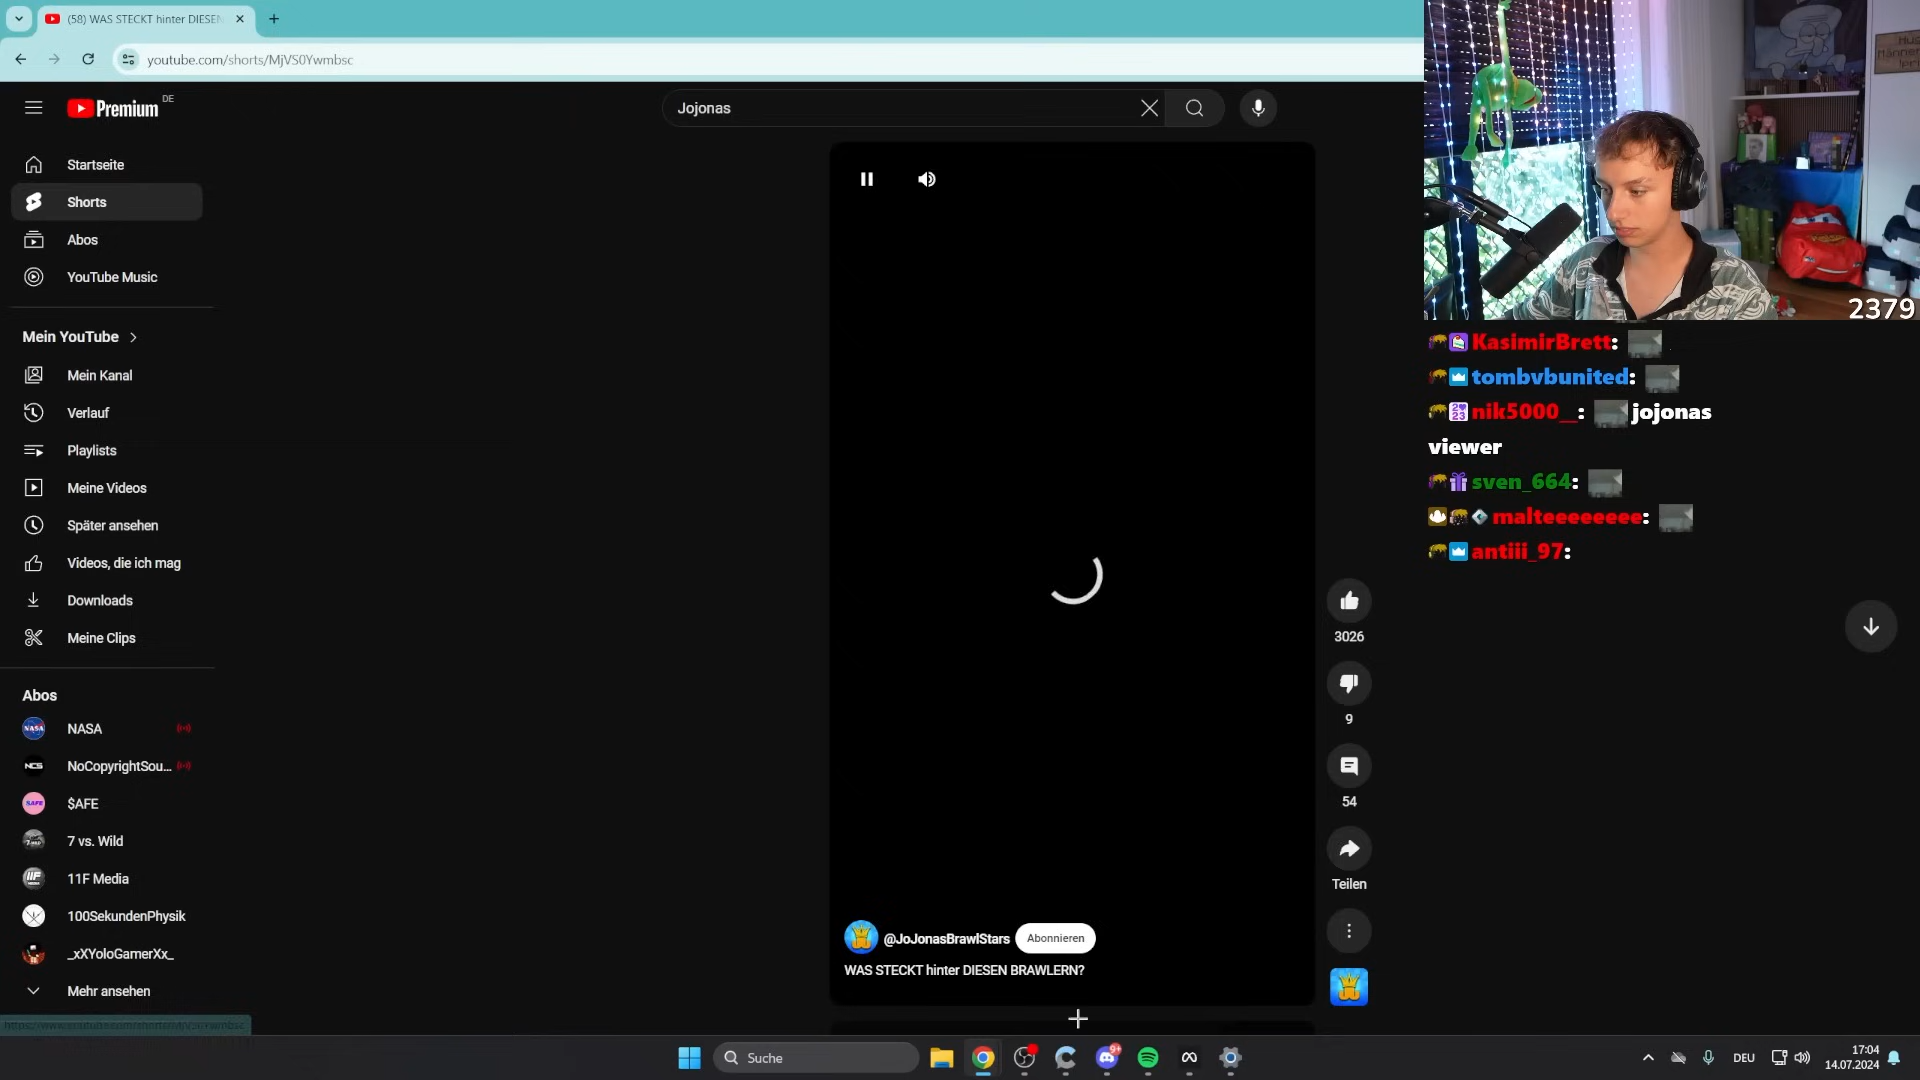 (58) WAS STECKT hinter DIESEN
youtube.com/shorts/MjVS0Ywmbsc
Premium DE
Jojonas
Startseite
Shorts
Abos
YouTube Music
Mein YouTube
Mein Kanal
Verlauf
Playlists
Meine Videos
Später ansehen
Videos, die ich mag
Downloads
Meine Clips
Abos
NASA
NoCopyrightSou...
$AFE
7 vs. Wild
11F Media
100SekundenPhysik
_xXYoloGamerXx_
Mehr ansehen
3026
9
54
Teilen
@JoJonasBrawlStars Abonnieren
WAS STECKT hinter DIESEN BRAWLERN?
2379
KasimirBrett:
tombvbunited:
nik5000__: jojonas
viewer
sven_664:
malteeeeeeee:
antiii_97:
Suche
9+
DEU
17:04
14.07.2024